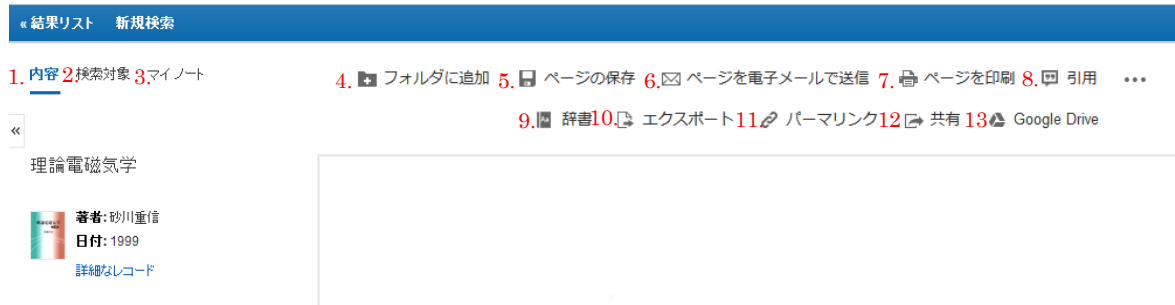 « 結果リスト 新規検索
1. 内容 2.検索対象 3.マイノート
4. フォルダに追加 5. ページの保存 6. ページを電子メールで送信 7. ページを印刷 8. 引用 •••
9. 辞書 10. エクスポート 11. パーマリンク 12 共有 13 Google Drive
«
理論電磁気学
著者: 砂川重信
日付: 1999
詳細なレコード